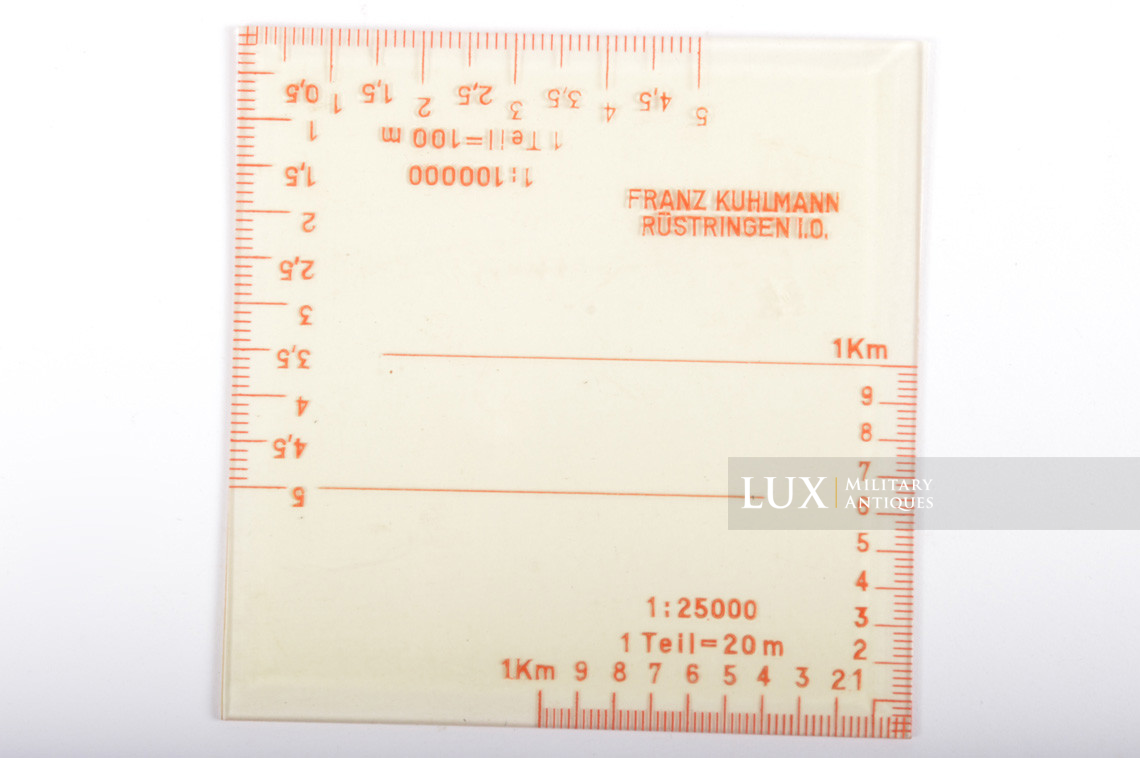 0,5 1 1,5 2 2,5 3 3,5 4 4,5 5
1 Teil=100 m
1:100000
1
1,5
2
2,5
3
3,5
4
4,5
5
FRANZ KUHLMANN
RÜSTRINGEN I.O.
1Km
9
8
7
6
5
4
3
2
LUX MILITARY
ANTIQUES
1:25000
1 Teil=20m
1Km 9 8 7 6 5 4 3 2 1